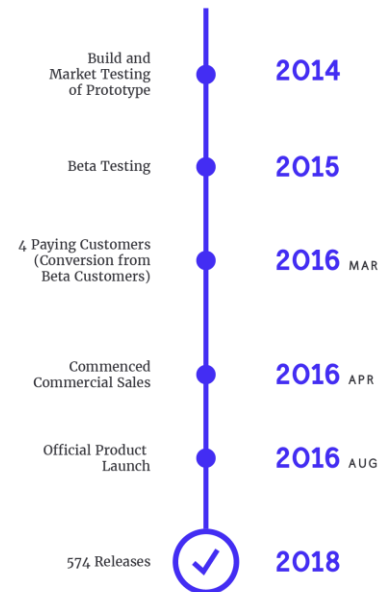 Build and
Market Testing
of Prototype
2014
Beta Testing
2015
4 Paying Customers
(Conversion from
Beta Customers)
2016 MAR
Commenced
Commercial Sales
2016 APR
Official Product
Launch
2016 AUG
574 Releases
2018